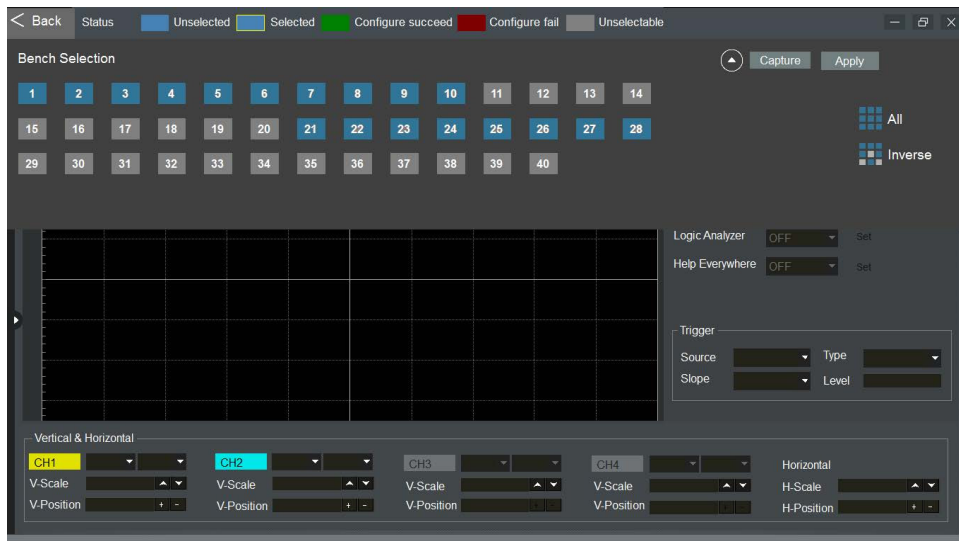 < Back Status Unselected Selected Configure succeed Configure fail Unselectable
Bench Selection Capture Apply
1 2 3 4 5 6 7 8 9 10 11 12 13 14
15 16 17 18 19 20 21 22 23 24 25 26 27 28
29 30 31 32 33 34 35 36 37 38 39 40
All
Inverse
Logic Analyzer OFF Set
Help Everywhere OFF Set
Trigger
Source Type
Slope Level
Vertical & Horizontal
CH1 CH2 CH3 CH4 Horizontal
V-Scale V-Scale V-Scale V-Scale H-Scale
V-Position + - V-Position + - V-Position + - V-Position + - H-Position + -